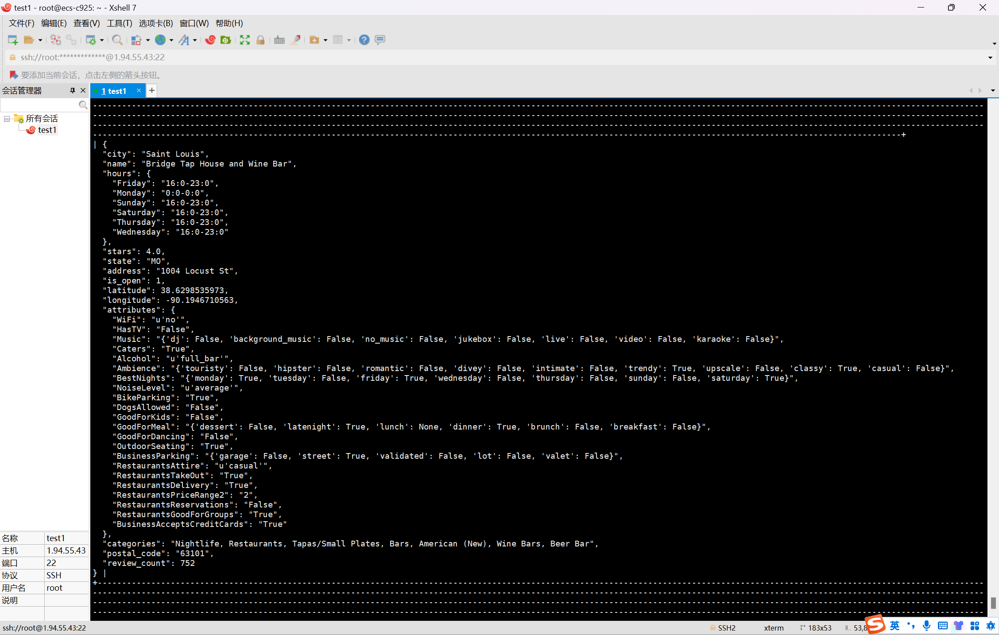 test1 - root@ecs-c925: ~ - Xshell 7
文件(F) 编辑(E) 查看(V) 工具(T) 选项卡(B) 窗口(W) 帮助(H)
ssh://root:*************@1.94.55.43:22
要添加当前会话，点击左侧的箭头按钮。
会话管理器
1 test1
所有会话
test1
---------------------------------------------------------------------------------------------------------------------------------------------------------------------------------------
---------------------------------------------------------------------------------------------------------------------------------------------------------------------------------------
---------------------------------------------------------------------------------------------------------------------------------------------------------------------------------------
----------------------------------------------------------------------------------------------------------------------------------------------------------------------+
| {
  "city": "Saint Louis",
  "name": "Bridge Tap House and Wine Bar",
  "hours": {
    "Friday": "16:0-23:0",
    "Monday": "0:0-0:0",
    "Sunday": "16:0-23:0",
    "Saturday": "16:0-23:0",
    "Thursday": "16:0-23:0",
    "Wednesday": "16:0-23:0"
  },
  "stars": 4.0,
  "state": "MO",
  "address": "1004 Locust St",
  "is_open": 1,
  "latitude": 38.6298535973,
  "longitude": -90.1946710563,
  "attributes": {
    "WiFi": "u'no'",
    "HasTV": "False",
    "Music": "{'dj': False, 'background_music': False, 'no_music': False, 'jukebox': False, 'live': False, 'video': False, 'karaoke': False}",
    "Caters": "True",
    "Alcohol": "u'full_bar'",
    "Ambience": "{'touristy': False, 'hipster': False, 'romantic': False, 'divey': False, 'intimate': False, 'trendy': True, 'upscale': False, 'classy': True, 'casual': False}",
    "BestNights": "{'monday': True, 'tuesday': False, 'friday': True, 'wednesday': False, 'thursday': False, 'sunday': False, 'saturday': True}",
    "NoiseLevel": "u'average'",
    "BikeParking": "True",
    "DogsAllowed": "False",
    "GoodForKids": "False",
    "GoodForMeal": "{'dessert': False, 'latenight': True, 'lunch': None, 'dinner': True, 'brunch': False, 'breakfast': False}",
    "GoodForDancing": "False",
    "OutdoorSeating": "True",
    "BusinessParking": "{'garage': False, 'street': True, 'validated': False, 'lot': False, 'valet': False}",
    "RestaurantsAttire": "u'casual'",
    "RestaurantsTakeOut": "True",
    "RestaurantsDelivery": "True",
    "RestaurantsPriceRange2": "2",
    "RestaurantsReservations": "False",
    "RestaurantsGoodForGroups": "True",
    "BusinessAcceptsCreditCards": "True"
  },
  "categories": "Nightlife, Restaurants, Tapas/Small Plates, Bars, American (New), Wine Bars, Beer Bar",
  "postal_code": "63101",
  "review_count": 752
} |
+--------------------------------------------------------------------------------------------------------------------------------------------------------------------------------------
---------------------------------------------------------------------------------------------------------------------------------------------------------------------------------------
---------------------------------------------------------------------------------------------------------------------------------------------------------------------------------------
---------------------------------------------------------------------------------------------------------------------------------------------------------------------------------------
名称 test1
主机 1.94.55.43
端口 22
协议 SSH
用户名 root
说明
ssh://root@1.94.55.43:22 SSH2 xterm 183x53 53,8 英